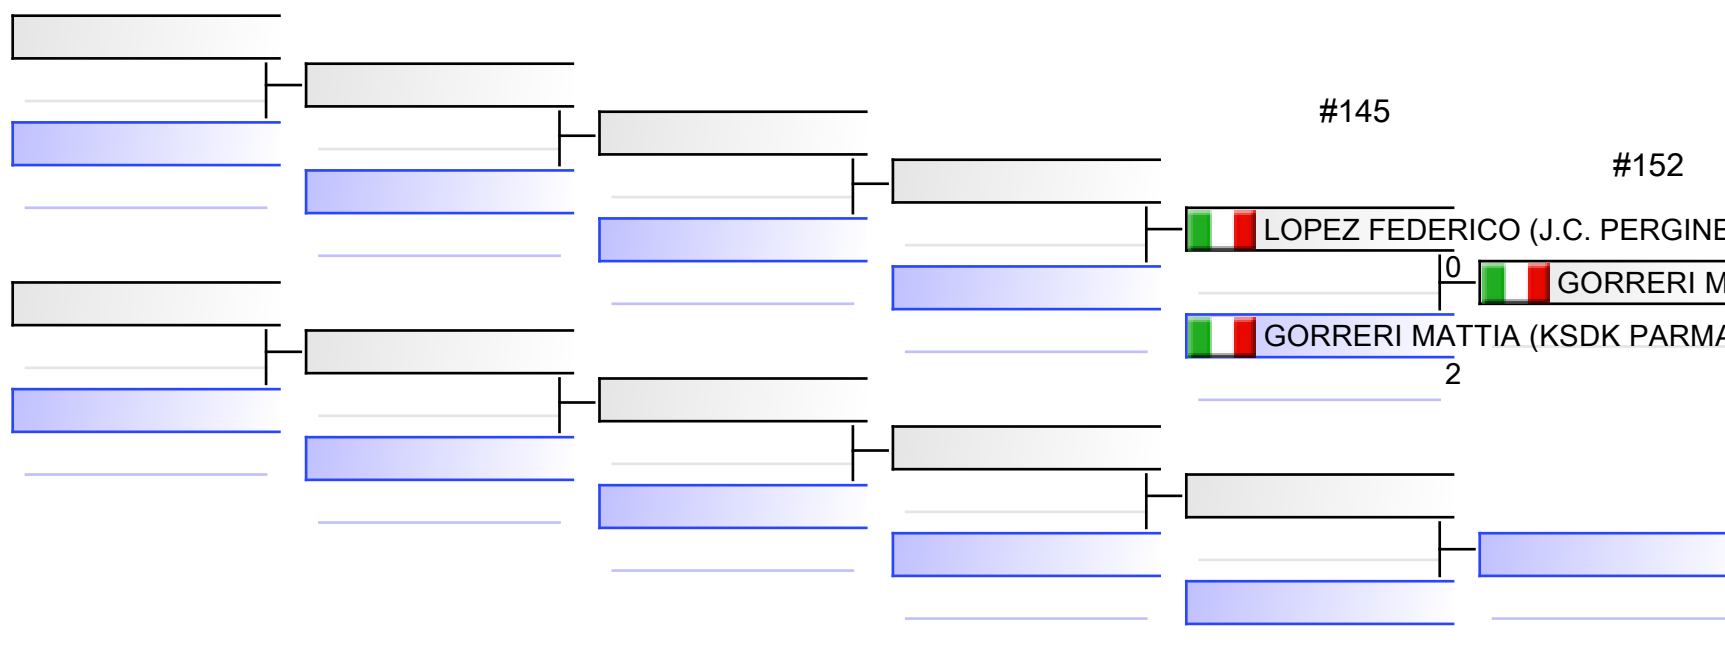 #145
#152
LOPEZ FEDERICO (J.C. PERGINE
0
GORRERI M
GORRERI MATTIA (KSDK PARMA
2